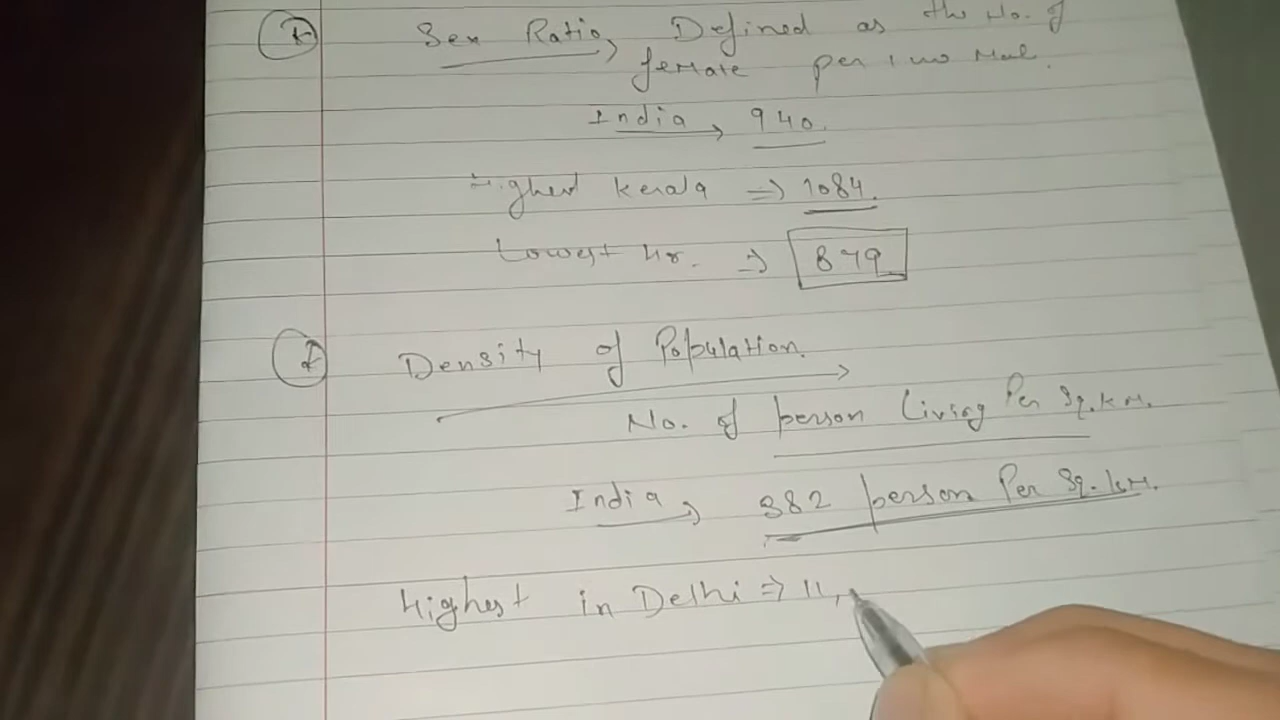 Sex Ratio Defined as the No. of
female per 1000 Male.
India → 940.
Highest Kerala => 1084.
Lowest Hr. => 879
Density of Population.
No. of person Living Per Sq.km.
India → 382 person Per Sq.km.
Highest in Delhi => 11,